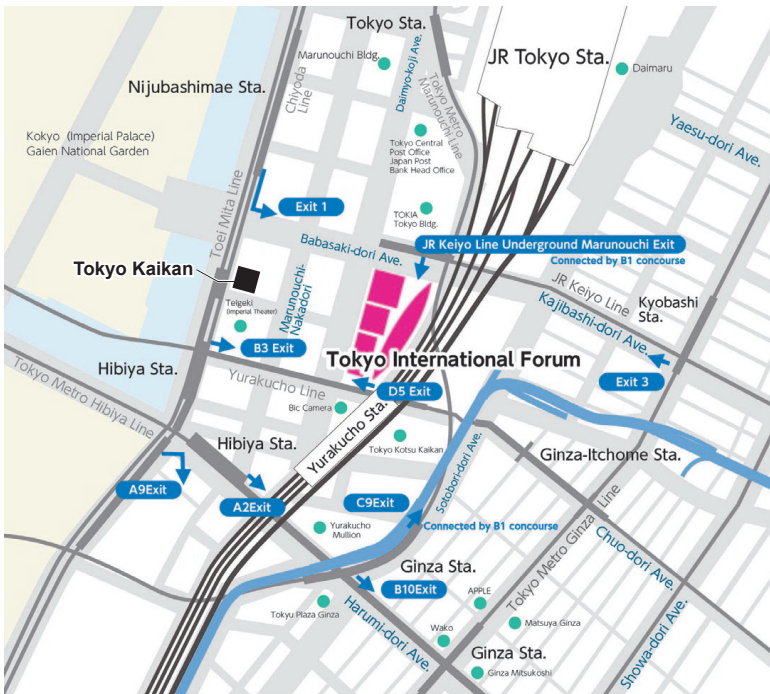 Tokyo Sta.
JR Tokyo Sta.
Marunouchi Bldg.
Daimyo-koji Ave.
Tokyo Metro
Marunouchi Line
Daimaru
Nijubashimae Sta.
Chiyoda
Line
Yaesu-dori Ave.
Kokyo (Imperial Palace)
Gaien National Garden
Tokyo Central
Post Office
Japan Post
Bank Head Office
Exit 1
TOKIA
Tokyo Bldg.
Toei Mita Line
Babasaki-dori Ave.
JR Keiyo Line Underground Marunouchi Exit
Connected by B1 concourse
Tokyo Kaikan
JR Keiyo Line
Kajibashi-dori Ave.
Kyobashi
Sta.
Teigeki
(Imperial Theater)
Marunouchi-
Nakadori
B3 Exit
Tokyo International Forum
Hibiya Sta.
Yurakucho Line
D5 Exit
Exit 3
Tokyo Metro Hibiya Line
Bic Camera
Yurakucho Sta.
Hibiya Sta.
Tokyo Kotsu Kaikan
Sotobori-dori Ave.
Ginza-Itchome Sta.
A9Exit
A2Exit
C9Exit
Connected by B1 concourse
Yurakucho
Mullion
Ginza Sta.
Tokyo Metro Ginza Line
Chuo-dori Ave.
B10Exit
APPLE
Tokyu Plaza Ginza
Harumi-dori Ave.
Matsuya Ginza
Wako
Showa-dori Ave.
Ginza Sta.
Ginza Mitsukoshi